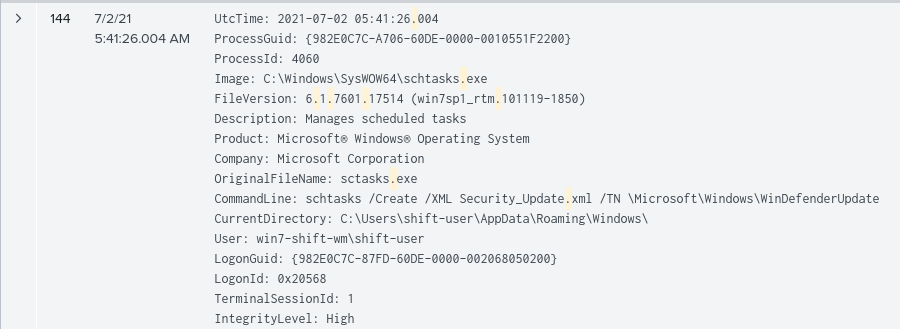 144 7/2/21 UtcTime: 2021-07-02 05:41:26.004
5:41:26.004 AM ProcessGuid: {982E0C7C-A706-60DE-0000-0010551F2200}
ProcessId: 4060
Image: C:\Windows\SysWOW64\schtasks.exe
FileVersion: 6.1.7601.17514 (win7sp1_rtm.101119-1850)
Description: Manages scheduled tasks
Product: Microsoft® Windows® Operating System
Company: Microsoft Corporation
OriginalFileName: sctasks.exe
CommandLine: schtasks /Create /XML Security_Update.xml /TN \Microsoft\Windows\WinDefenderUpdate
CurrentDirectory: C:\Users\shift-user\AppData\Roaming\Windows\
User: win7-shift-wm\shift-user
LogonGuid: {982E0C7C-87FD-60DE-0000-002068050200}
LogonId: 0x20568
TerminalSessionId: 1
IntegrityLevel: High